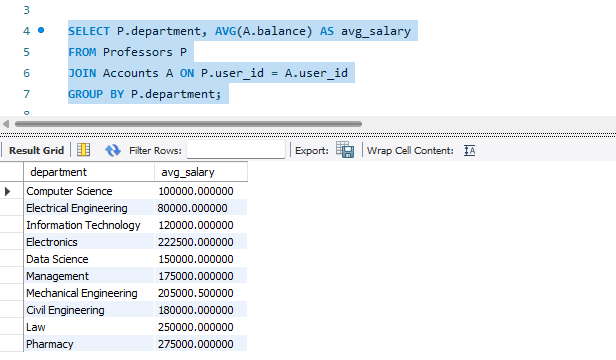 3
4 SELECT P.department, AVG(A.balance) AS avg_salary
5 FROM Professors P
6 JOIN Accounts A ON P.user_id = A.user_id
7 GROUP BY P.department;
Result Grid Filter Rows: Export: Wrap Cell Content: IA
department avg_salary
Computer Science 100000.000000
Electrical Engineering 80000.000000
Information Technology 120000.000000
Electronics 222500.000000
Data Science 150000.000000
Management 175000.000000
Mechanical Engineering 205000.500000
Civil Engineering 180000.000000
Law 250000.000000
Pharmacy 275000.000000